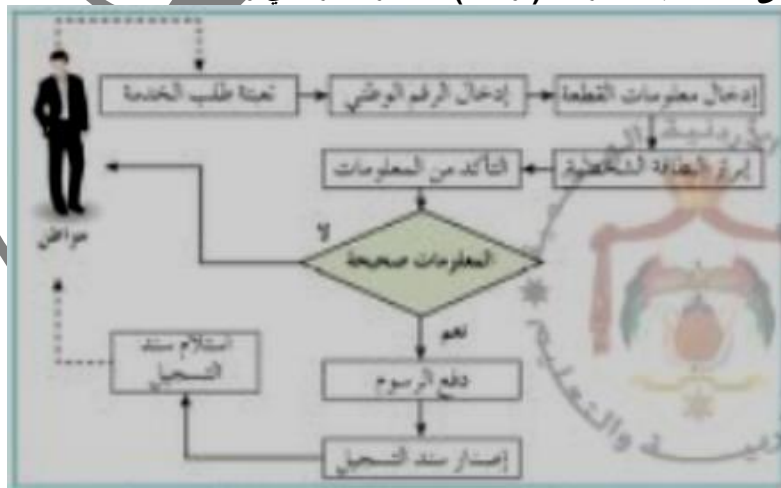 تعبئة طلب الخدمة
إدخال الرقم الوطني
إدخال معلومات القطعة
إبراز البطاقة الشخصية
التأكد من المعلومات
المعلومات صحيحة
لا
نعم
مواطن
دفع الرسوم
إصدار سند التسجيل
استلام سند
التسجيل
والتعليم